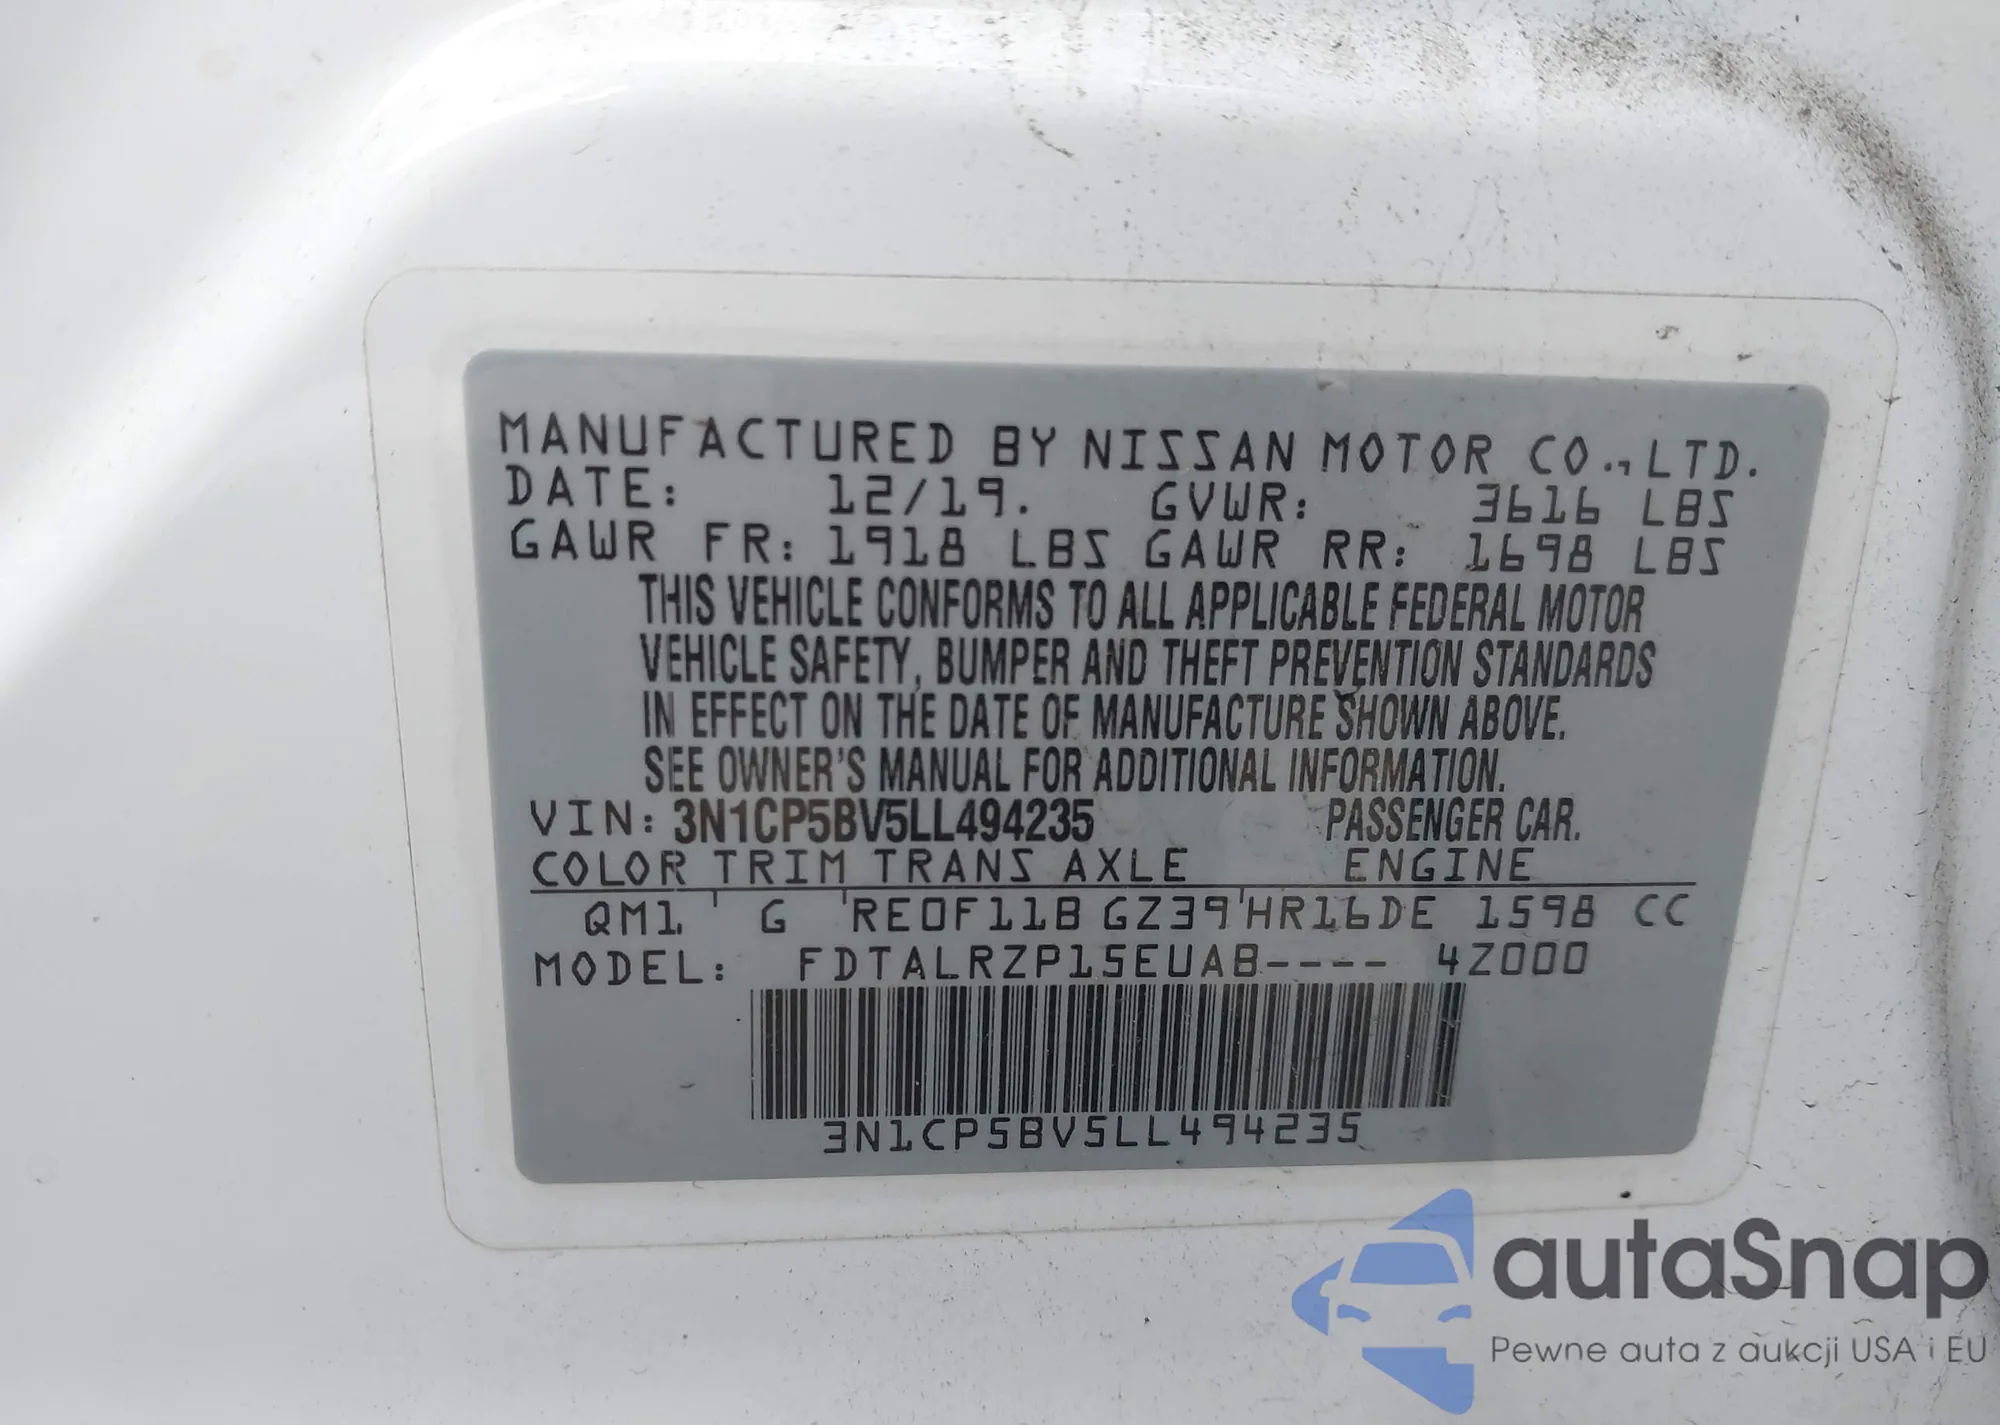 MANUFACTURED BY NISSAN MOTOR CO.,LTD.
DATE: 12/19. GVWR: 3616 LBS
GAWR FR: 1918 LBS GAWR RR: 1698 LBS
THIS VEHICLE CONFORMS TO ALL APPLICABLE FEDERAL MOTOR
VEHICLE SAFETY, BUMPER AND THEFT PREVENTION STANDARDS
IN EFFECT ON THE DATE OF MANUFACTURE SHOWN ABOVE.
SEE OWNER'S MANUAL FOR ADDITIONAL INFORMATION.
VIN: 3N1CP5BV5LL494235 PASSENGER CAR.
COLOR TRIM TRANS AXLE ENGINE
QM1 G RE0F11B GZ39 HR16DE 1598 CC
MODEL: FDTALRZP15EUAB---- 4Z000
3N1CP5BV5LL494235
autaSnap
Pewne auta z aukcji USA i EU